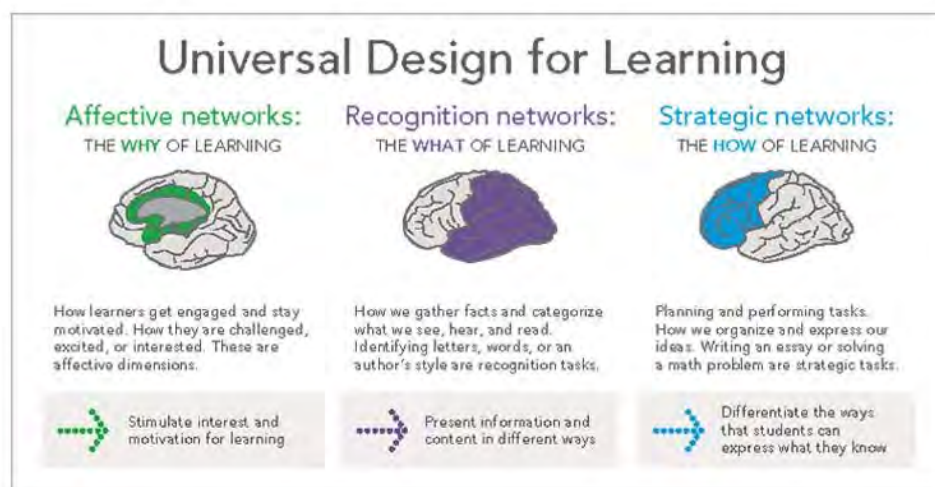 Universal Design for Learning
Affective networks:
THE WHY OF LEARNING
How learners get engaged and stay
motivated. How they are challenged,
excited, or interested. These are
affective dimensions.
Stimulate interest and
motivation for learning
Recognition networks:
THE WHAT OF LEARNING
How we gather facts and categorize
what we see, hear, and read.
Identifying letters, words, or an
author's style are recognition tasks.
Present information and
content in different ways
Strategic networks:
THE HOW OF LEARNING
Planning and performing tasks.
How we organize and express our
ideas. Writing an essay or solving
a math problem are strategic tasks.
Differentiate the ways
that students can
express what they know